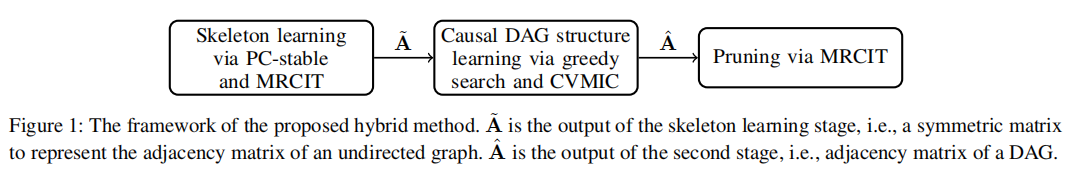 Skeleton learning
via PC-stable
and MRCIT
Ã
Causal DAG structure
learning via greedy
search and CVMIC
Â
Pruning via MRCIT
Figure 1: The framework of the proposed hybrid method. Ã is the output of the skeleton learning stage, i.e., a symmetric matrix
to represent the adjacency matrix of an undirected graph. Â is the output of the second stage, i.e., adjacency matrix of a DAG.